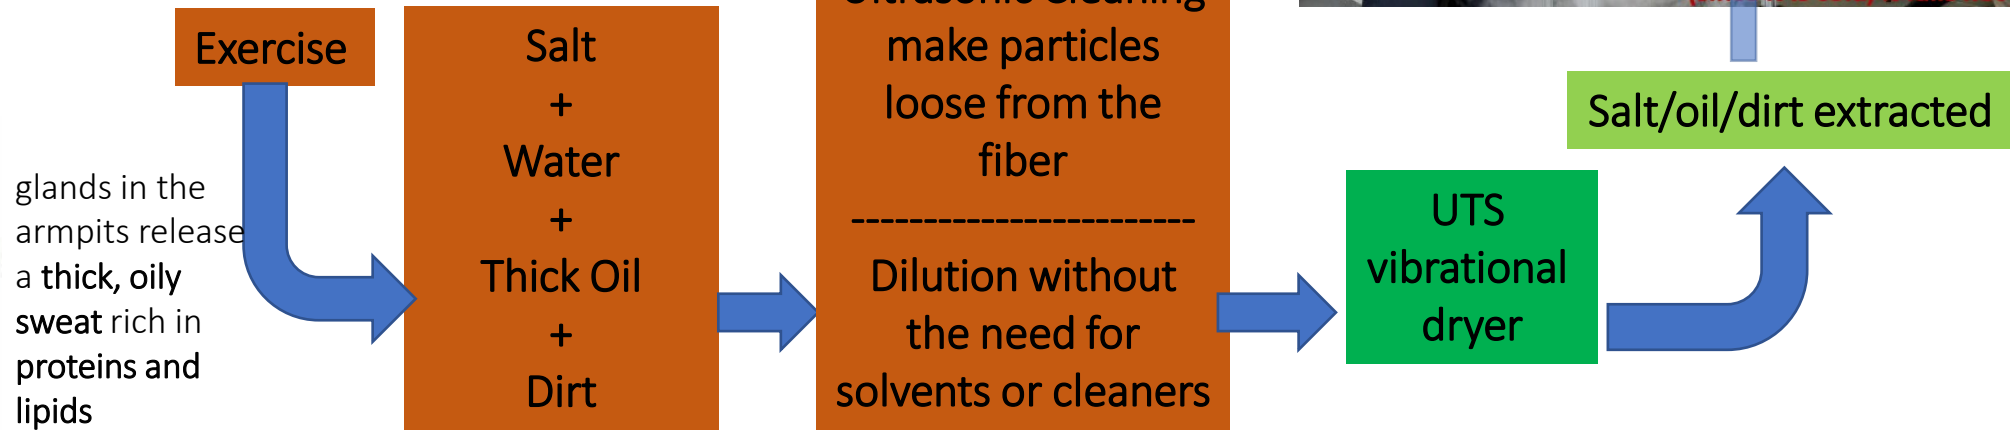 Exercise
glands in the
armpits release
a thick, oily
sweat rich in
proteins and
lipids
Salt
+
Water
+
Thick Oil
+
Dirt
Ultrasonic Cleaning
make particles
loose from the
fiber
------------------------
Dilution without
the need for
solvents or cleaners
UTS
vibrational
dryer
Salt/oil/dirt extracted